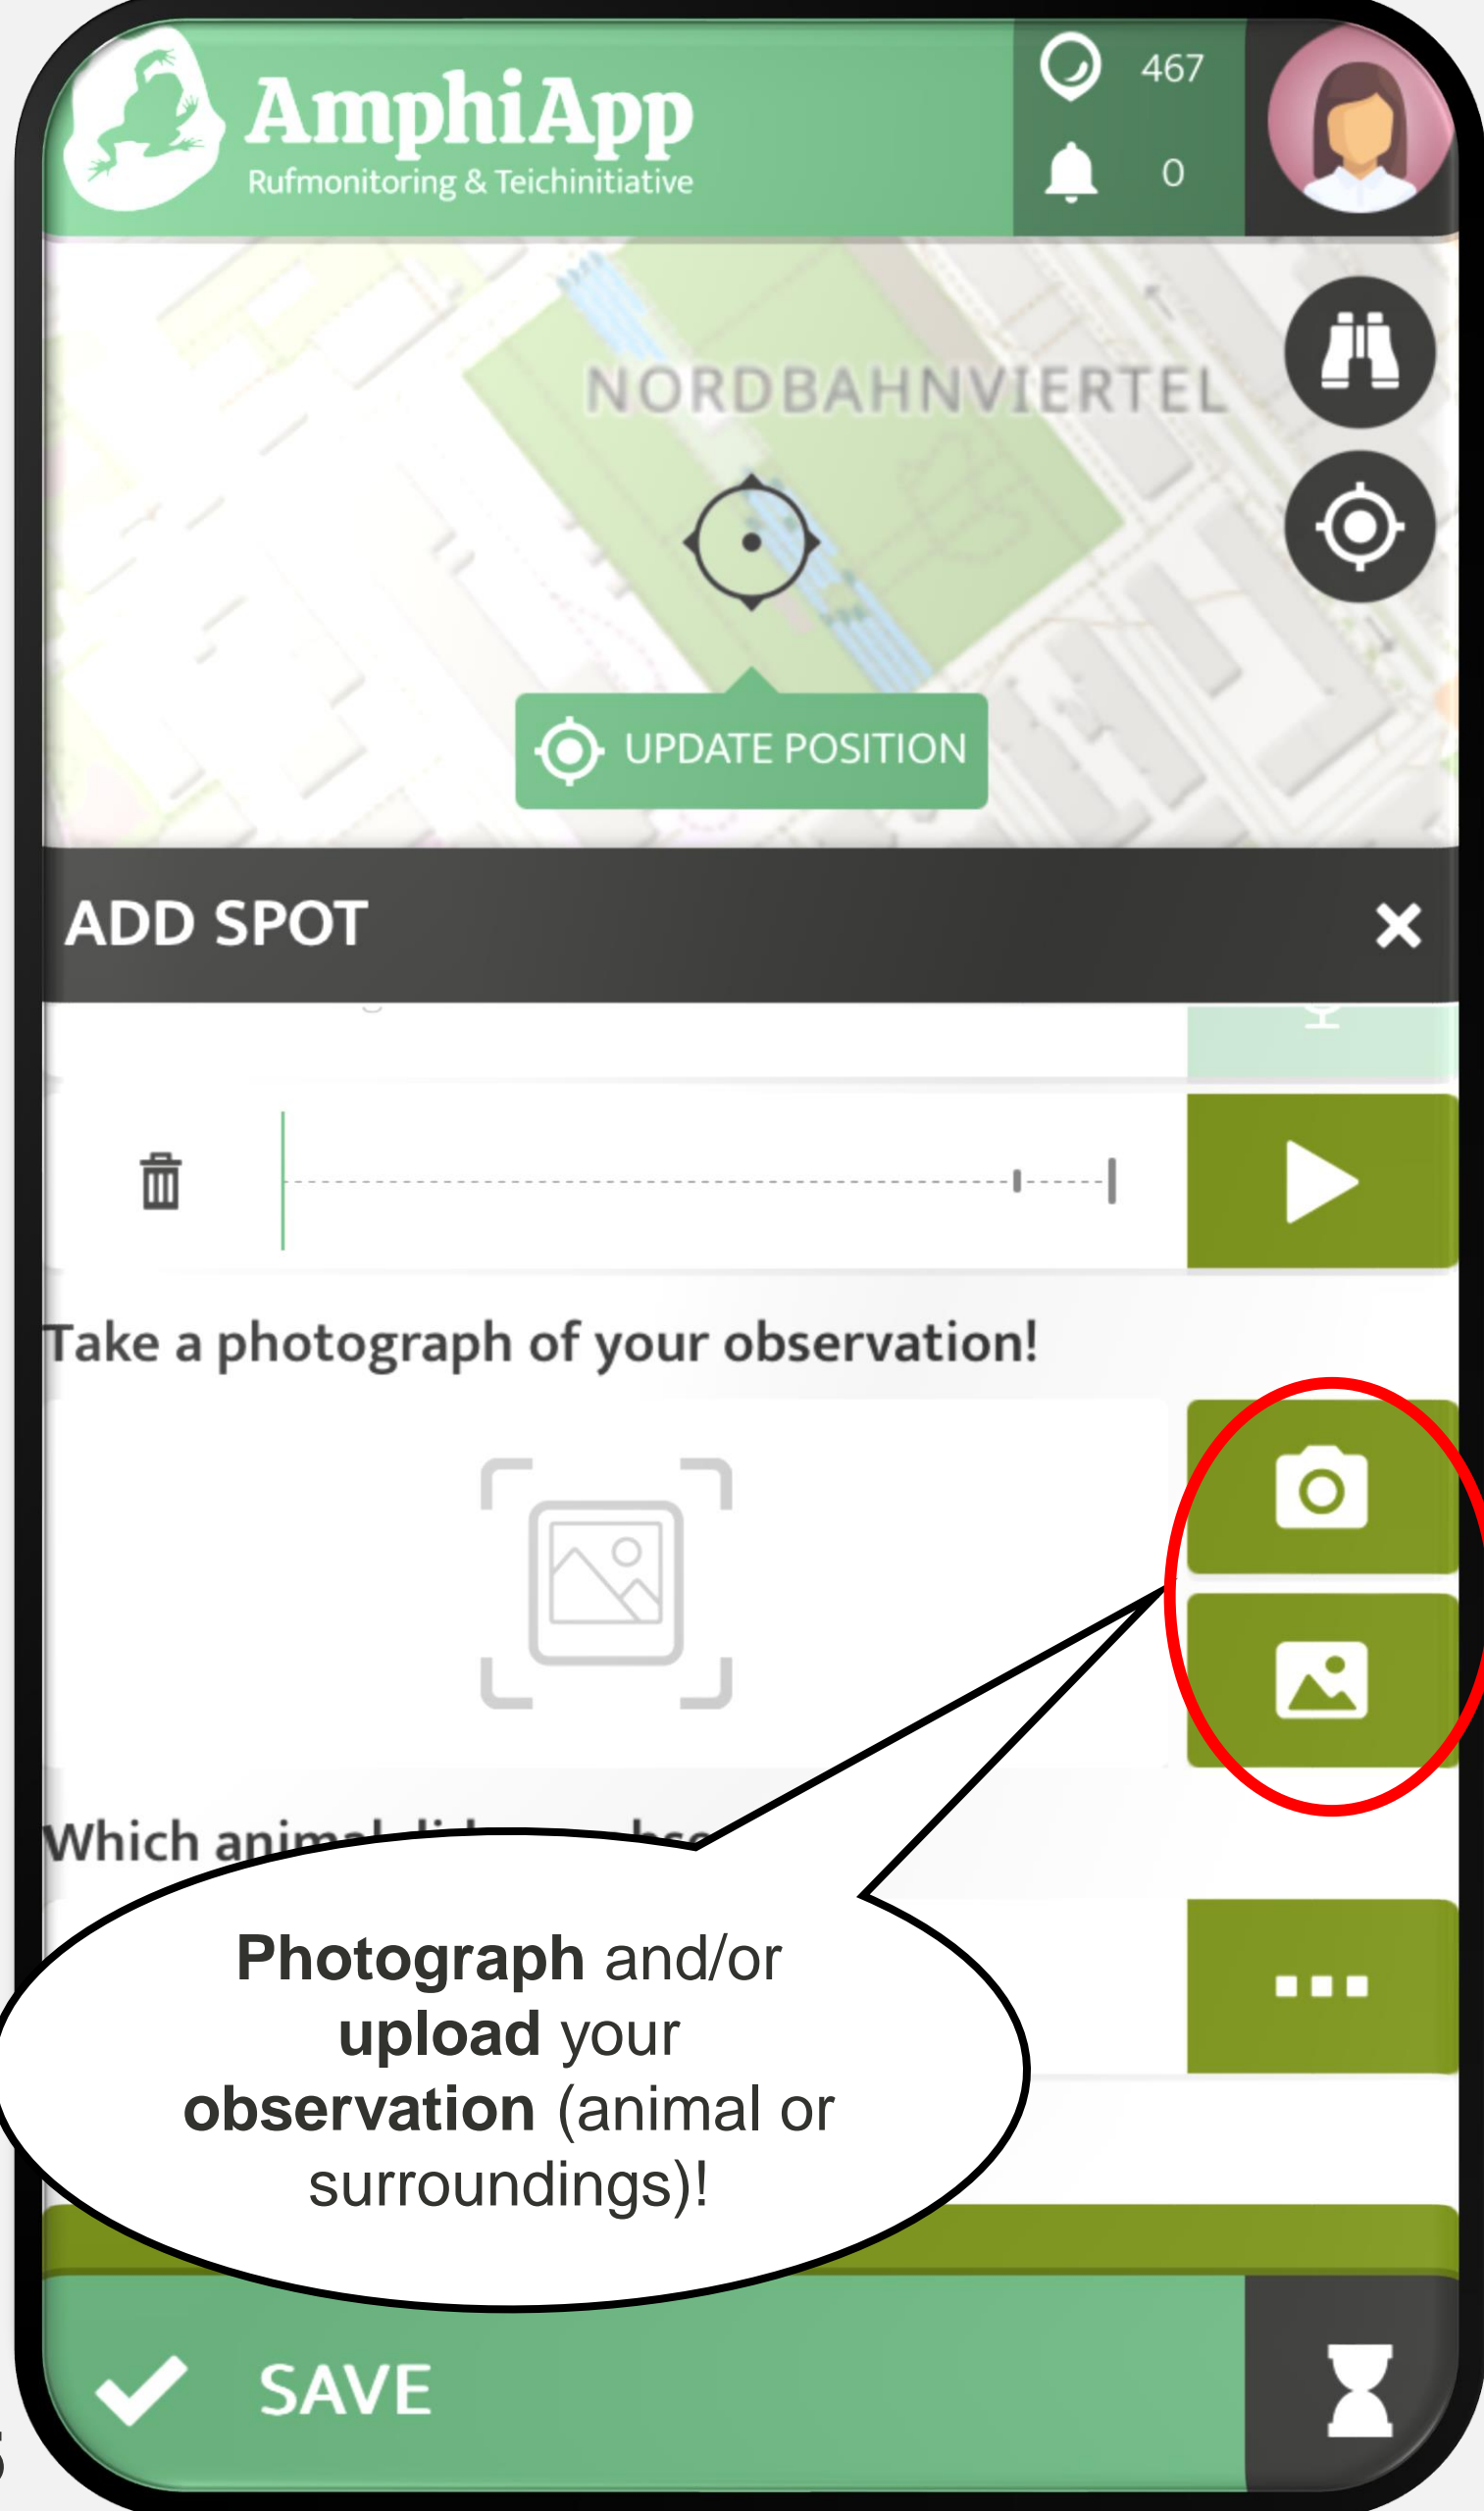 AmphiApp
467
Rufmonitoring & Teichinitiative
0
NORDBAHNVIERTEL
UPDATE POSITION
ADD SPOT
Take a photograph of your observation!
Which
Photograph and/or
upload your
observation (animal or
surroundings)!
SAVE